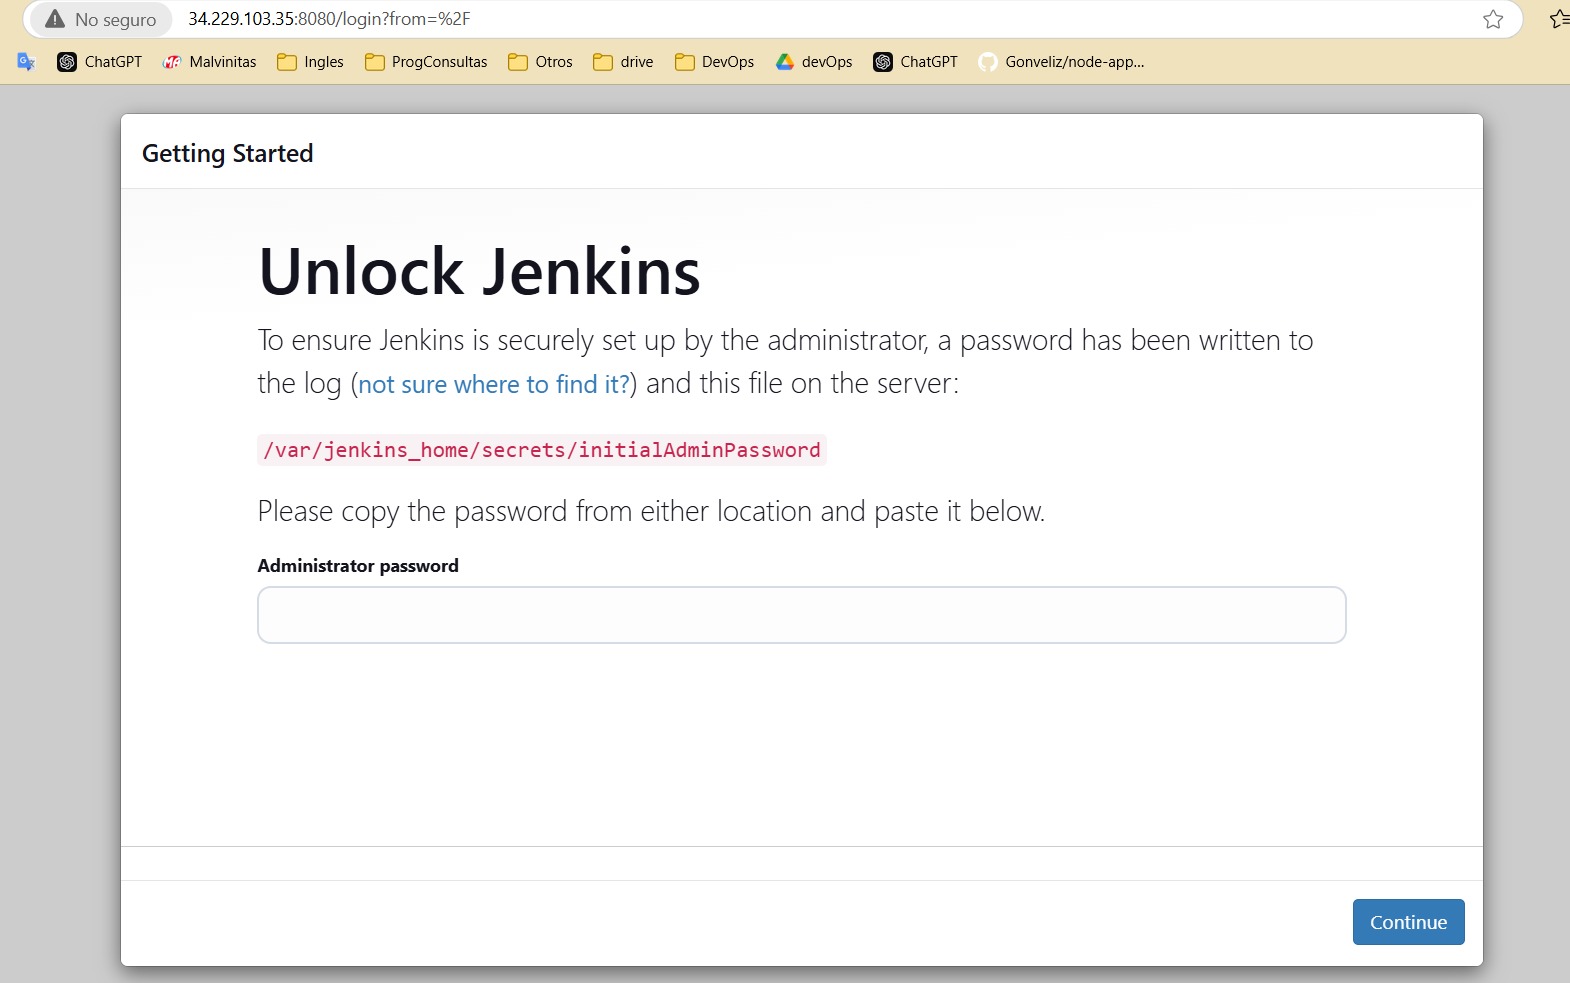 No seguro 34.229.103.35:8080/login?from=%2F
ChatGPT Malvinitas Ingles ProgConsultas Otros drive DevOps devOps ChatGPT Gonveliz/node-app...
Getting Started
Unlock Jenkins
To ensure Jenkins is securely set up by the administrator, a password has been written to
the log (not sure where to find it?) and this file on the server:
/var/jenkins_home/secrets/initialAdminPassword
Please copy the password from either location and paste it below.
Administrator password
Continue